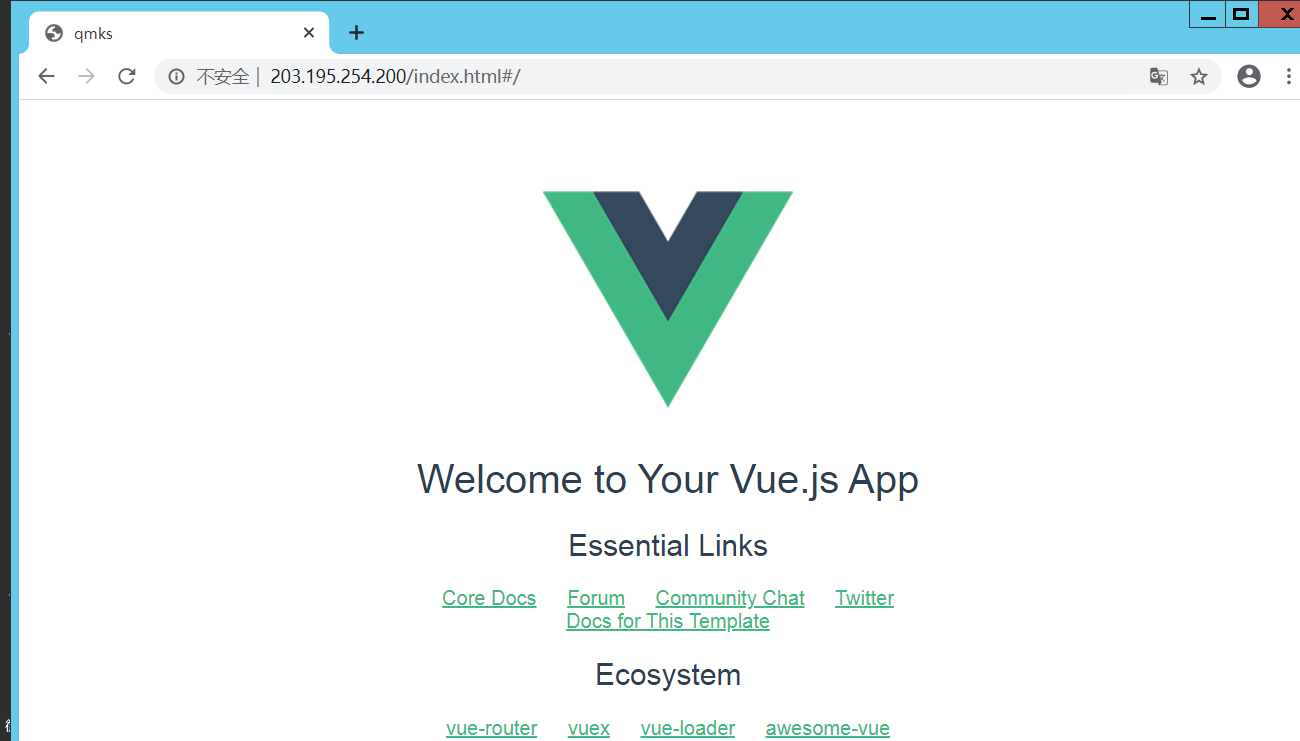 qmks
不安全 | 203.195.254.200/index.html#/
Welcome to Your Vue.js App
Essential Links
Core Docs Forum Community Chat Twitter
Docs for This Template
Ecosystem
vue-router vuex vue-loader awesome-vue